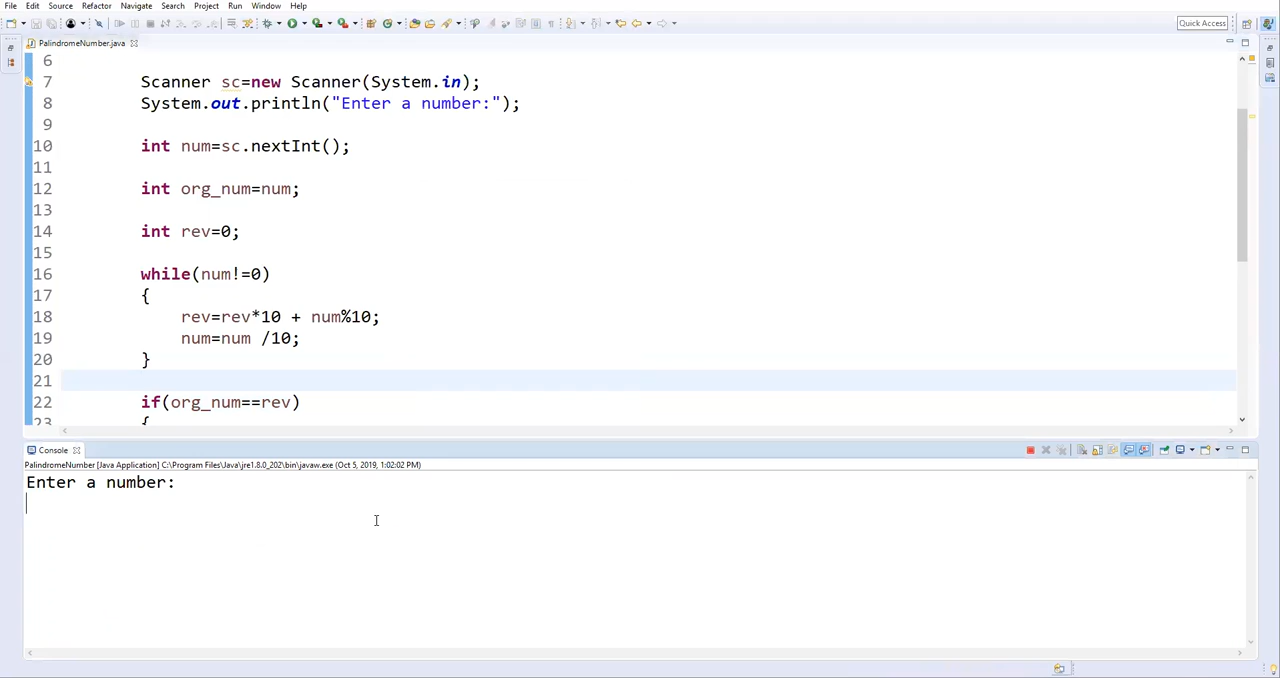 File Edit Source Refactor Navigate Search Project Run Window Help
Quick Access
PalindromeNumber.java
6
7 Scanner sc=new Scanner(System.in);
8 System.out.println("Enter a number:");
9
10 int num=sc.nextInt();
11
12 int org_num=num;
13
14 int rev=0;
15
16 while(num!=0)
17 {
18 rev=rev*10 + num%10;
19 num=num /10;
20 }
21
22 if(org_num==rev)
23 {
Console
PalindromeNumber [Java Application] C:\Program Files\Java\jre1.8.0_202\bin\javaw.exe (Oct 5, 2019, 1:02:02 PM)
Enter a number: